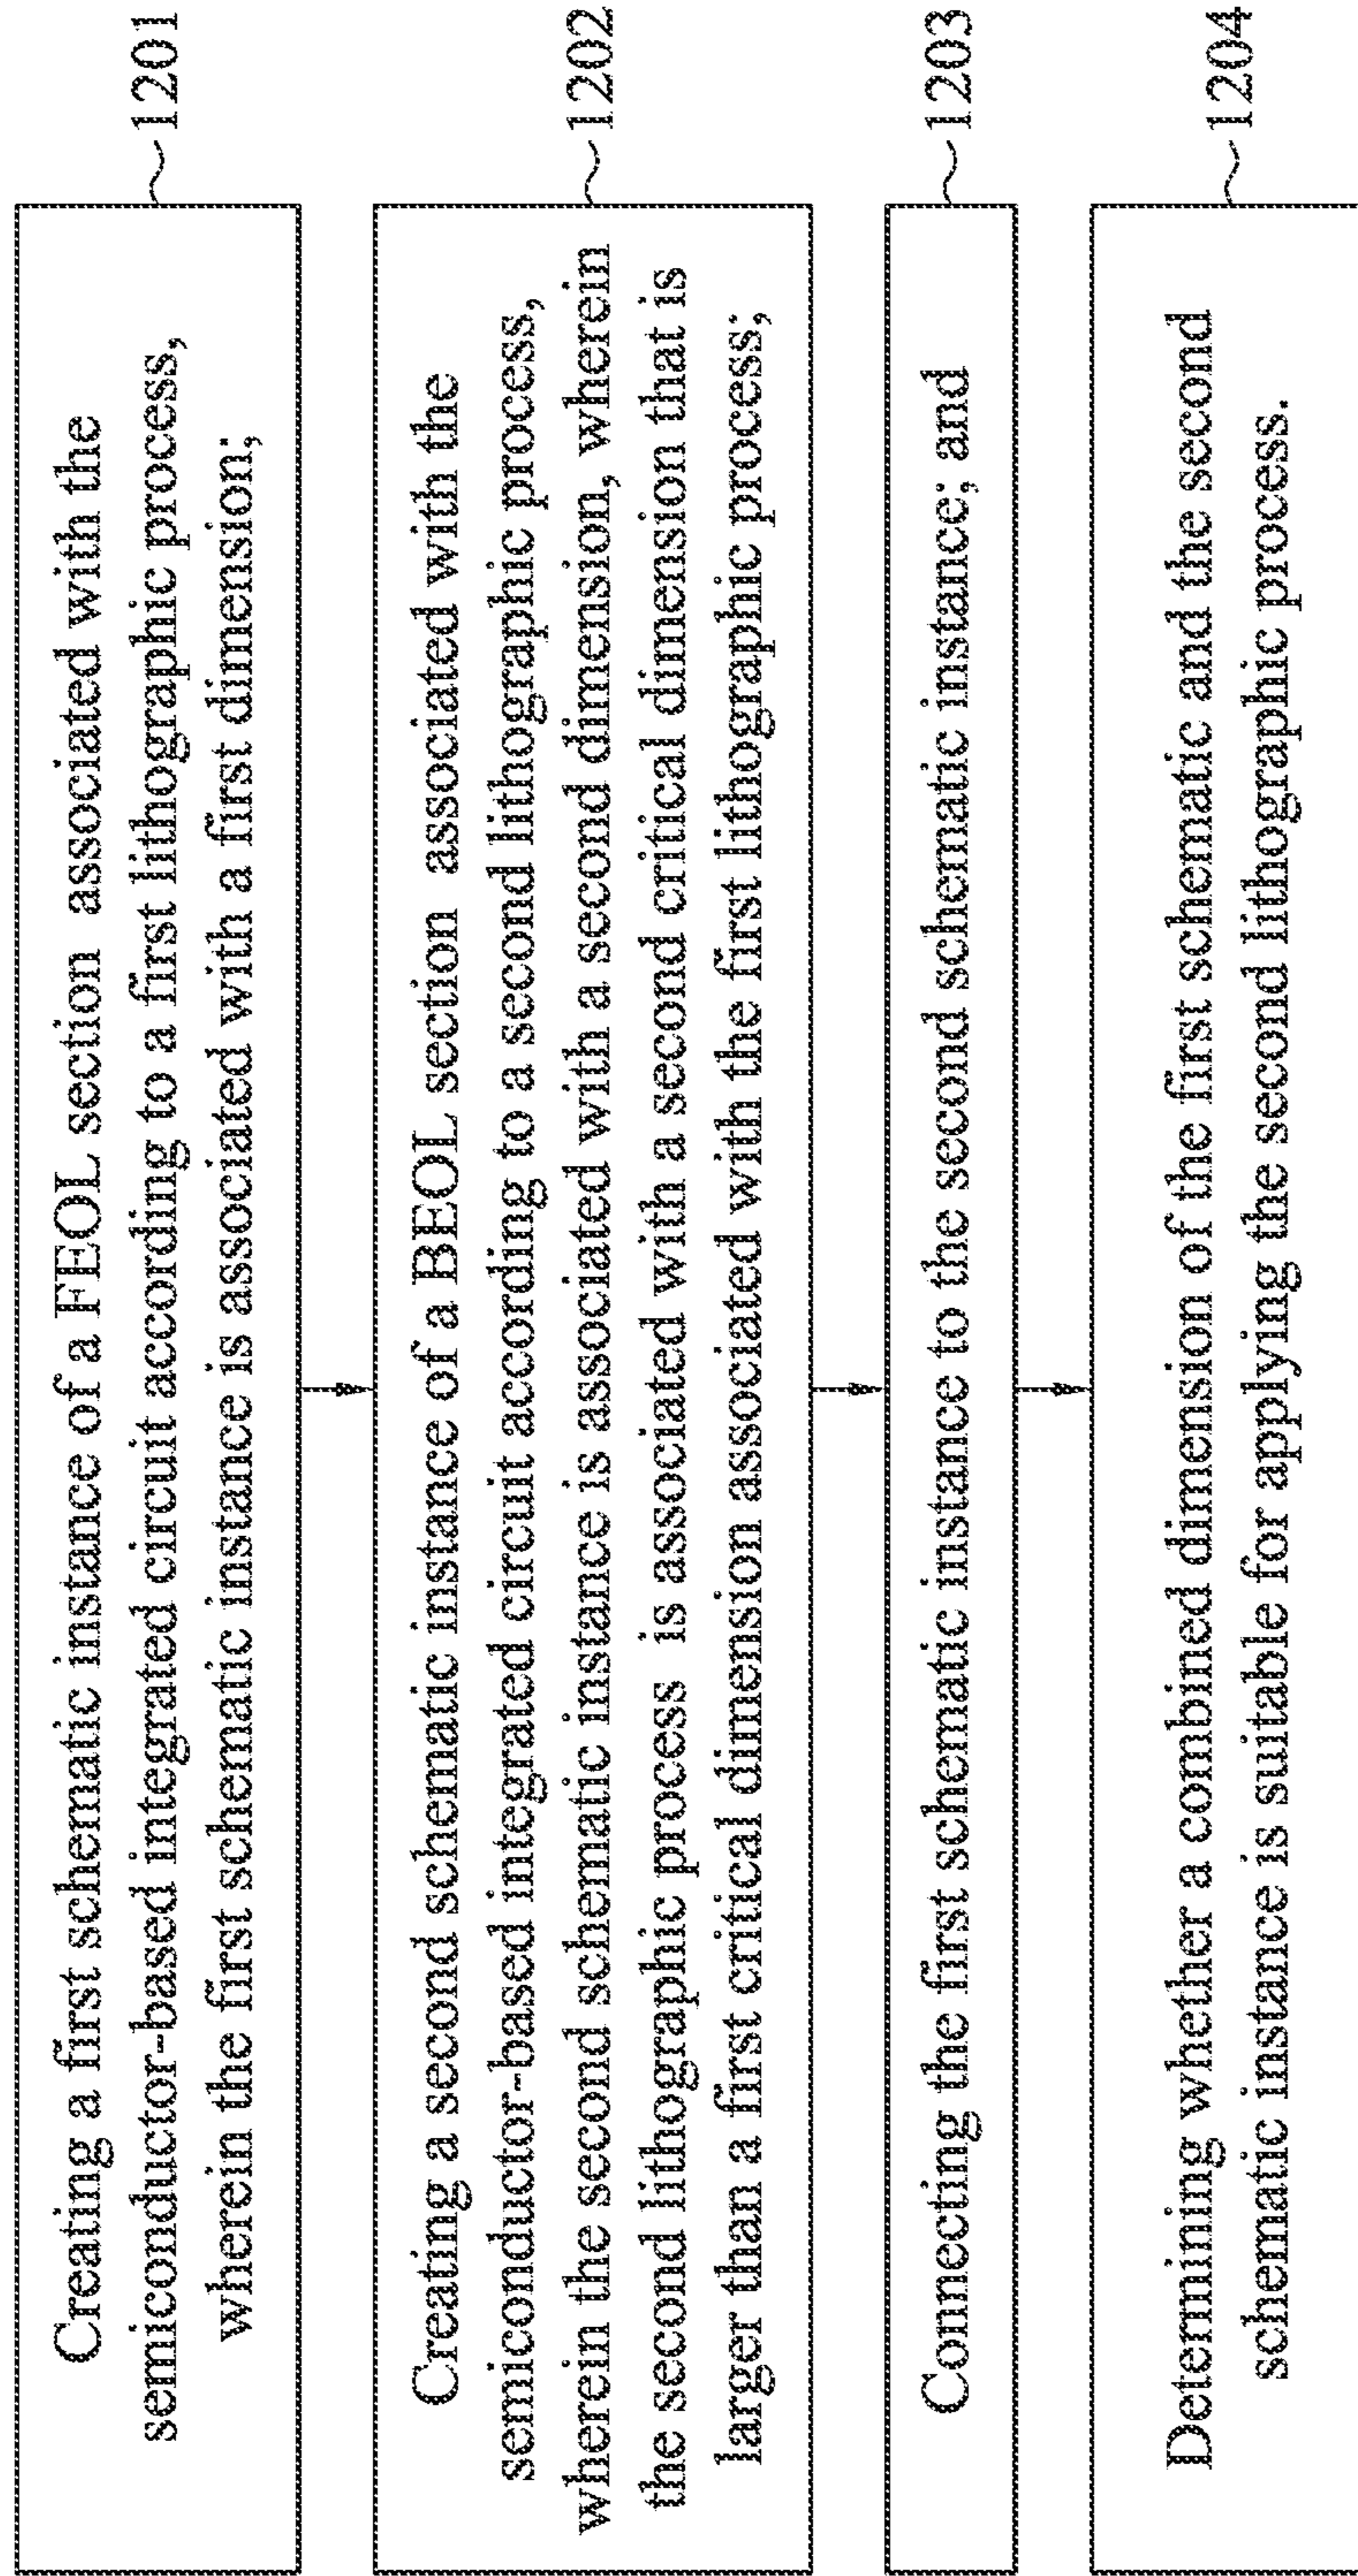 Creating a first schematic instance of a FEOL section associated with the
semiconductor-based integrated circuit according to a first lithographic process,
wherein the first schematic instance is associated with a first dimension;
1201
Creating a second schematic instance of a BEOL section associated with the
semiconductor-based integrated circuit according to a second lithographic process,
wherein the second schematic instance is associated with a second dimension, wherein
the second lithographic process is associated with a second critical dimension that is
larger than a first critical dimension associated with the first lithographic process;
1202
Connecting the first schematic instance to the second schematic instance; and
1203
Determining whether a combined dimension of the first schematic and the second
schematic instance is suitable for applying the second lithographic process.
1204